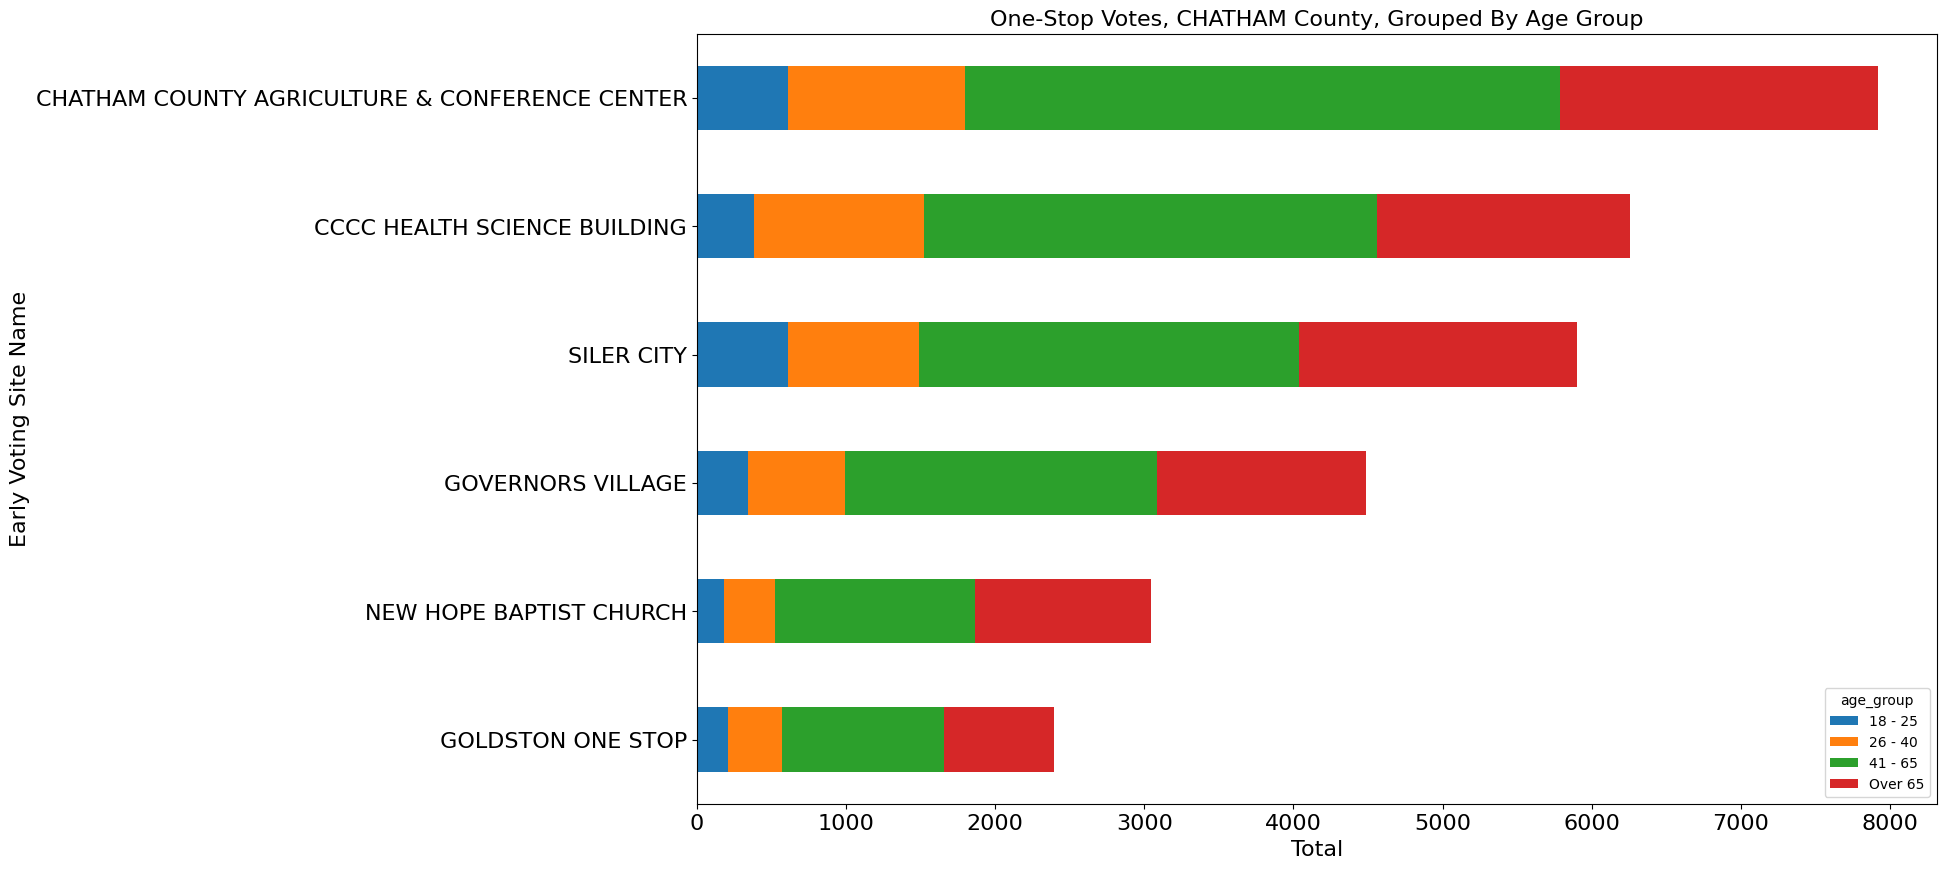 One-Stop Votes, CHATHAM County, Grouped By Age Group
Early Voting Site Name
CHATHAM COUNTY AGRICULTURE & CONFERENCE CENTER
CCCC HEALTH SCIENCE BUILDING
SILER CITY
GOVERNORS VILLAGE
NEW HOPE BAPTIST CHURCH
GOLDSTON ONE STOP
age_group
18 - 25
26 - 40
41 - 65
Over 65
0 1000 2000 3000 4000 5000 6000 7000 8000
Total